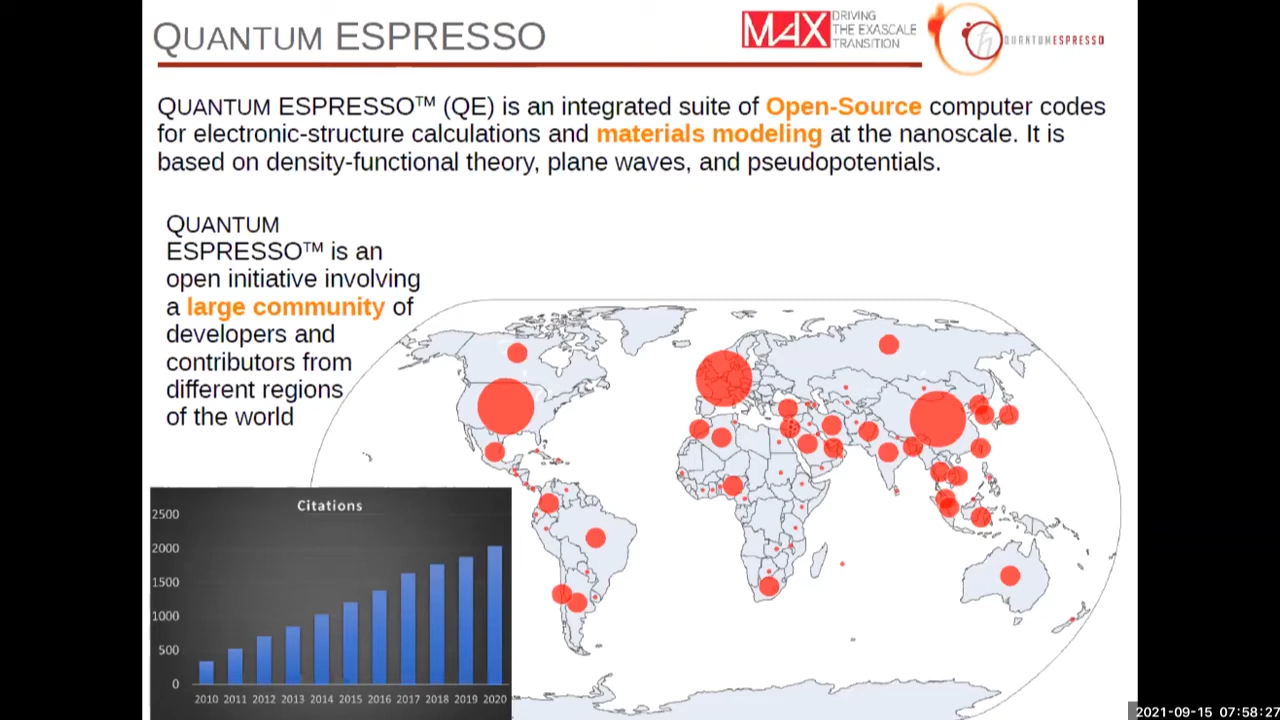 QUANTUM ESPRESSO
MAX
DRIVING
THE EXASCALE
TRANSITION
QUANTUMESPRESSO
QUANTUM ESPRESSO™ (QE) is an integrated suite of Open-Source computer codes
for electronic-structure calculations and materials modeling at the nanoscale. It is
based on density-functional theory, plane waves, and pseudopotentials.
QUANTUM
ESPRESSO™ is an
open initiative involving
a large community of
developers and
contributors from
different regions
of the world
Citations
2500
2000
1500
1000
500
0
2010 2011 2012 2013 2014 2015 2016 2017 2018 2019 2020
2021-09-15 07:58:27